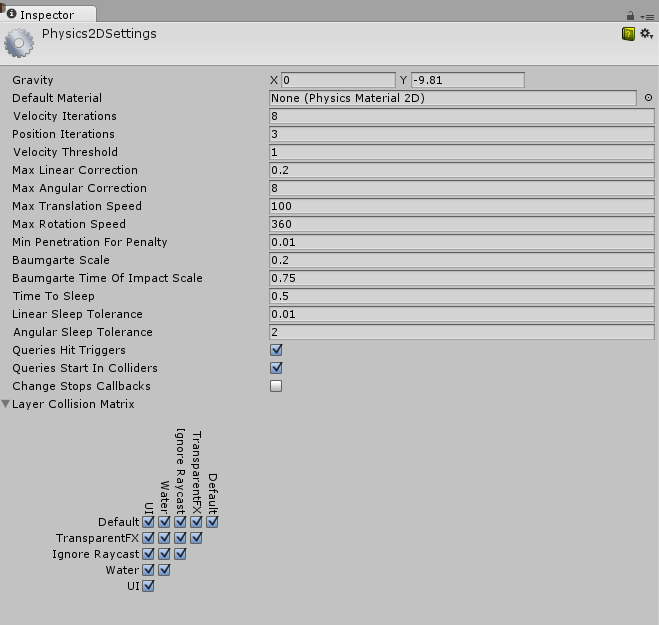 Inspector
Physics2DSettings
Gravity X 0 Y -9.81
Default Material None (Physics Material 2D)
Velocity Iterations 8
Position Iterations 3
Velocity Threshold 1
Max Linear Correction 0.2
Max Angular Correction 8
Max Translation Speed 100
Max Rotation Speed 360
Min Penetration For Penalty 0.01
Baumgarte Scale 0.2
Baumgarte Time Of Impact Scale 0.75
Time To Sleep 0.5
Linear Sleep Tolerance 0.01
Angular Sleep Tolerance 2
Queries Hit Triggers
Queries Start In Colliders
Change Stops Callbacks
Layer Collision Matrix
UI
Water
Ignore Raycast
TransparentFX
Default
Default
TransparentFX
Ignore Raycast
Water
UI